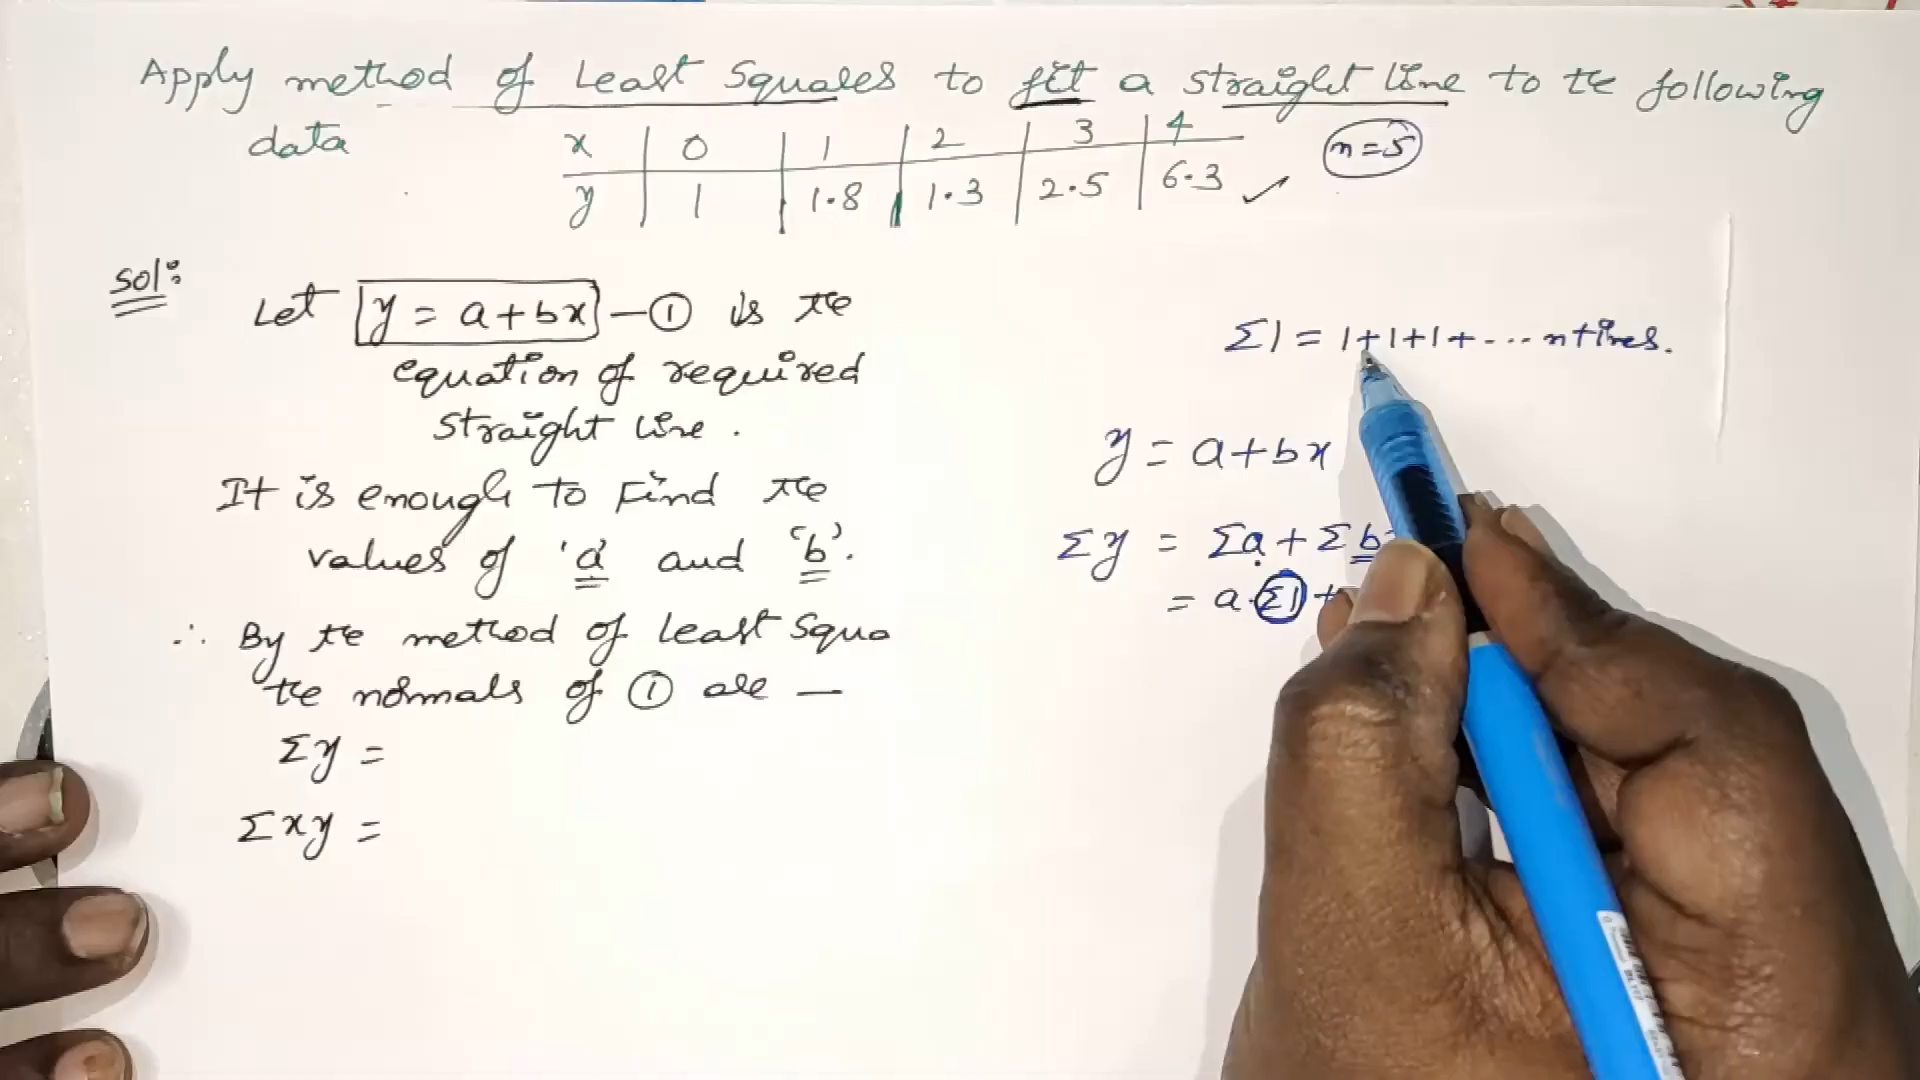 Apply method of Least Squares to fit a straight line to the following
data
x 0 1 2 3 4
y 1 1.8 1.3 2.5 6.3 ✓
n=5
Sol:
Let y = a+bx — ① is the
equation of required
straight line.
It is enough to Find the
values of 'a' and 'b'.
∴ By the method of least Squa
the normals of ① are —
Σy =
Σxy =
Σ1 = 1+1+1+ ... n times.
y = a+bx
Σy = Σa + Σb
= a·Σ1 +